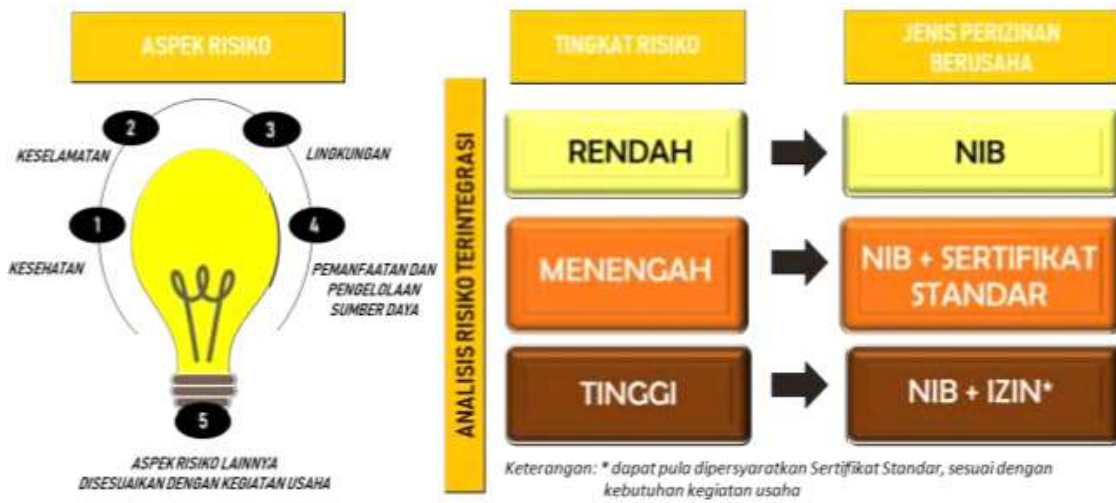 ASPEK RISIKO
1
KESEHATAN
2
KESELAMATAN
3
LINGKUNGAN
4
PEMANFAATAN DAN
PENGELOLAAN
SUMBER DAYA
5
ASPEK RISIKO LAINNYA
DISESUAIKAN DENGAN KEGIATAN USAHA
ANALISIS RISIKO TERINTEGRASI
TINGKAT RISIKO
JENIS PERIZINAN
BERUSAHA
RENDAH
NIB
MENENGAH
NIB + SERTIFIKAT
STANDAR
TINGGI
NIB + IZIN*
Keterangan: * dapat pula dipersyaratkan Sertifikat Standar, sesuai dengan
kebutuhan kegiatan usaha